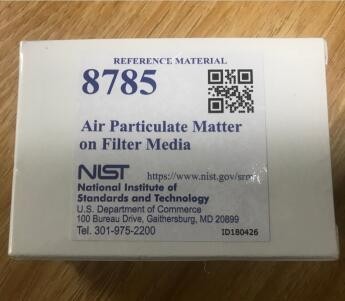 REFERENCE MATERIAL
8785
Air Particulate Matter
on Filter Media
NIST https://www.nist.gov/srm
National Institute of
Standards and Technology
U.S. Department of Commerce
100 Bureau Drive, Gaithersburg, MD 20899
Tel. 301-975-2200 ID180426